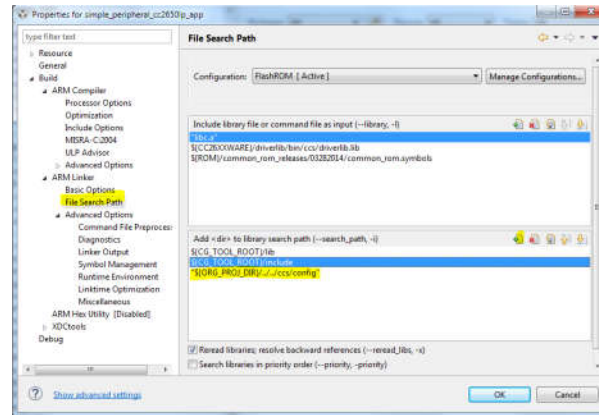 Properties for simple_peripheral_cc2650lp_app
type filter text
Resource
General
Build
ARM Compiler
Processor Options
Optimization
Include Options
MISRA-C:2004
ULP Advisor
Advanced Options
ARM Linker
Basic Options
File Search Path
Advanced Options
Command File Preproces
Diagnostics
Linker Output
Symbol Management
Runtime Environment
Linktime Optimization
Miscellaneous
ARM Hex Utility [Disabled]
XDCtools
Debug
File Search Path
Configuration: FlashROM [ Active ]
Manage Configurations...
Include library file or command file as input (--library, -l)
"libc.a"
$(CC26XXWARE)/driverlib/bin/ccs/driverlib.lib
$(ROM)/common_rom_releases/03282014/common_rom.symbols
Add <dir> to library search path (--search_path, -i)
$(CG_TOOL_ROOT)/lib
$(CG_TOOL_ROOT)/include
"$(ORG_PROJ_DIR)/../../ccs/config"
Reread libraries; resolve backward references (--reread_libs, -x)
Search libraries in priority order (--priority, -priority)
Show advanced settings
OK
Cancel